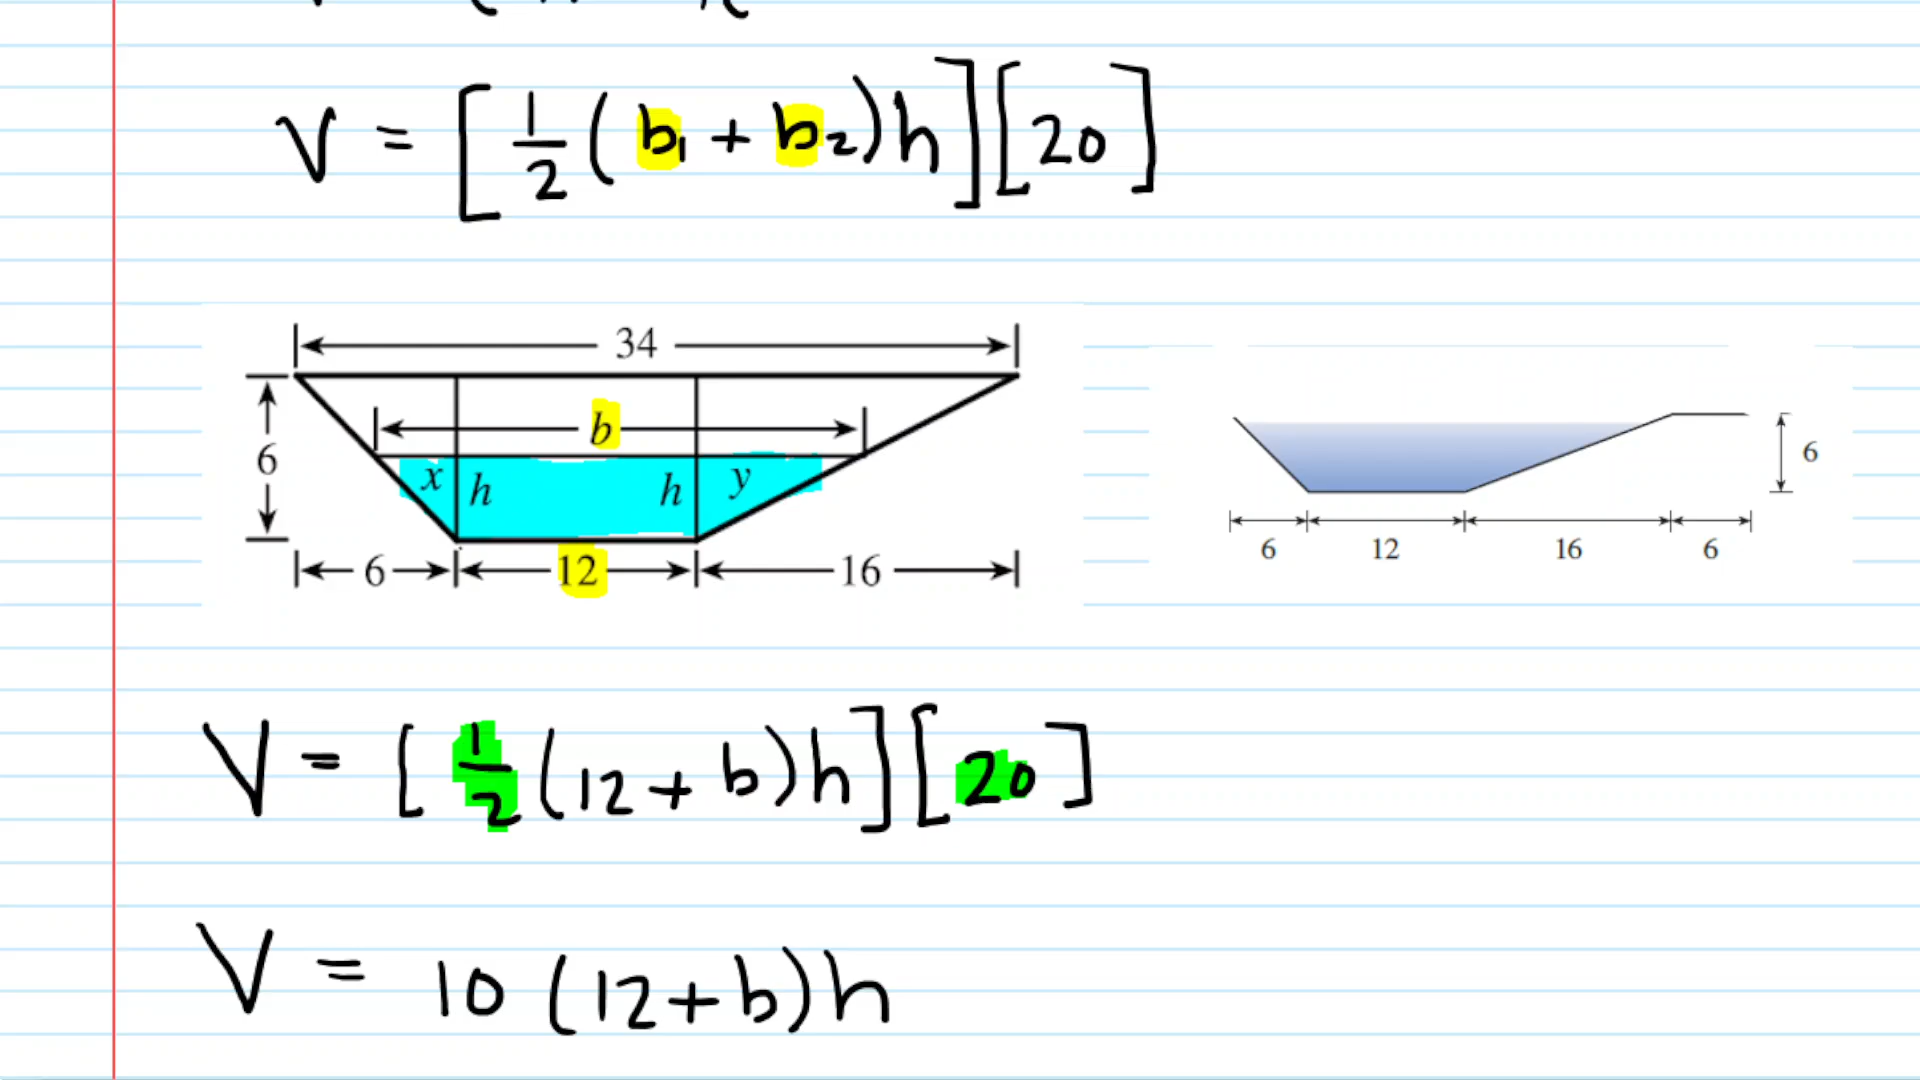 V = [ 1/2 ( b₁ + b₂ ) h ] [ 20 ]
34
b
6
x h h y
6 12 16
6
6 12 16 6
V = [ 1/2 ( 12 + b ) h ] [ 20 ]
V = 10 ( 12 + b ) h